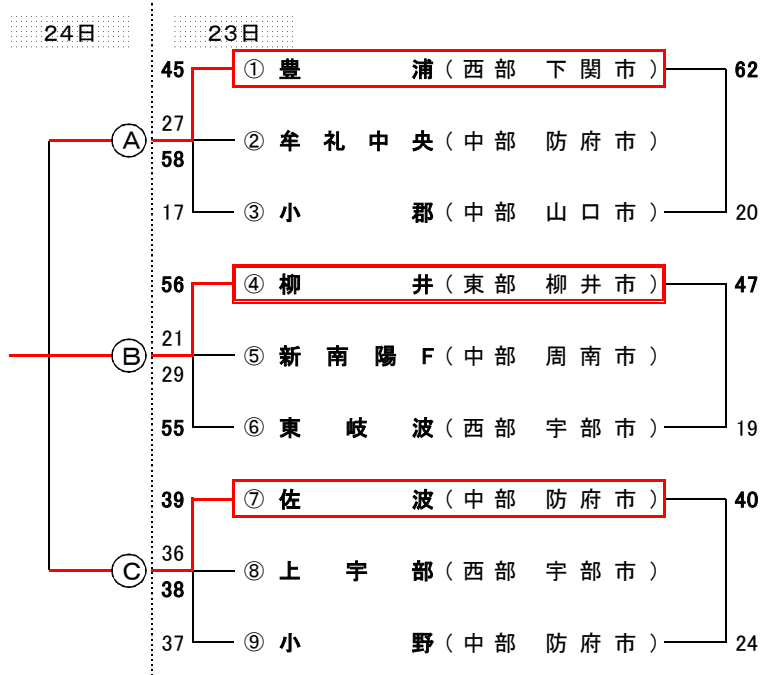 24日 23日
45 ① 豊 浦 ( 西 部 下 関 市 ) 62
27
Ⓐ ② 牟 礼 中 央 ( 中 部 防 府 市 )
58
17 ③ 小 郡 ( 中 部 山 口 市 ) 20
56 ④ 柳 井 ( 東 部 柳 井 市 ) 47
21
Ⓑ ⑤ 新 南 陽 F ( 中 部 周 南 市 )
29
55 ⑥ 東 岐 波 ( 西 部 宇 部 市 ) 19
39 ⑦ 佐 波 ( 中 部 防 府 市 ) 40
36
Ⓒ ⑧ 上 宇 部 ( 西 部 宇 部 市 )
38
37 ⑨ 小 野 ( 中 部 防 府 市 ) 24